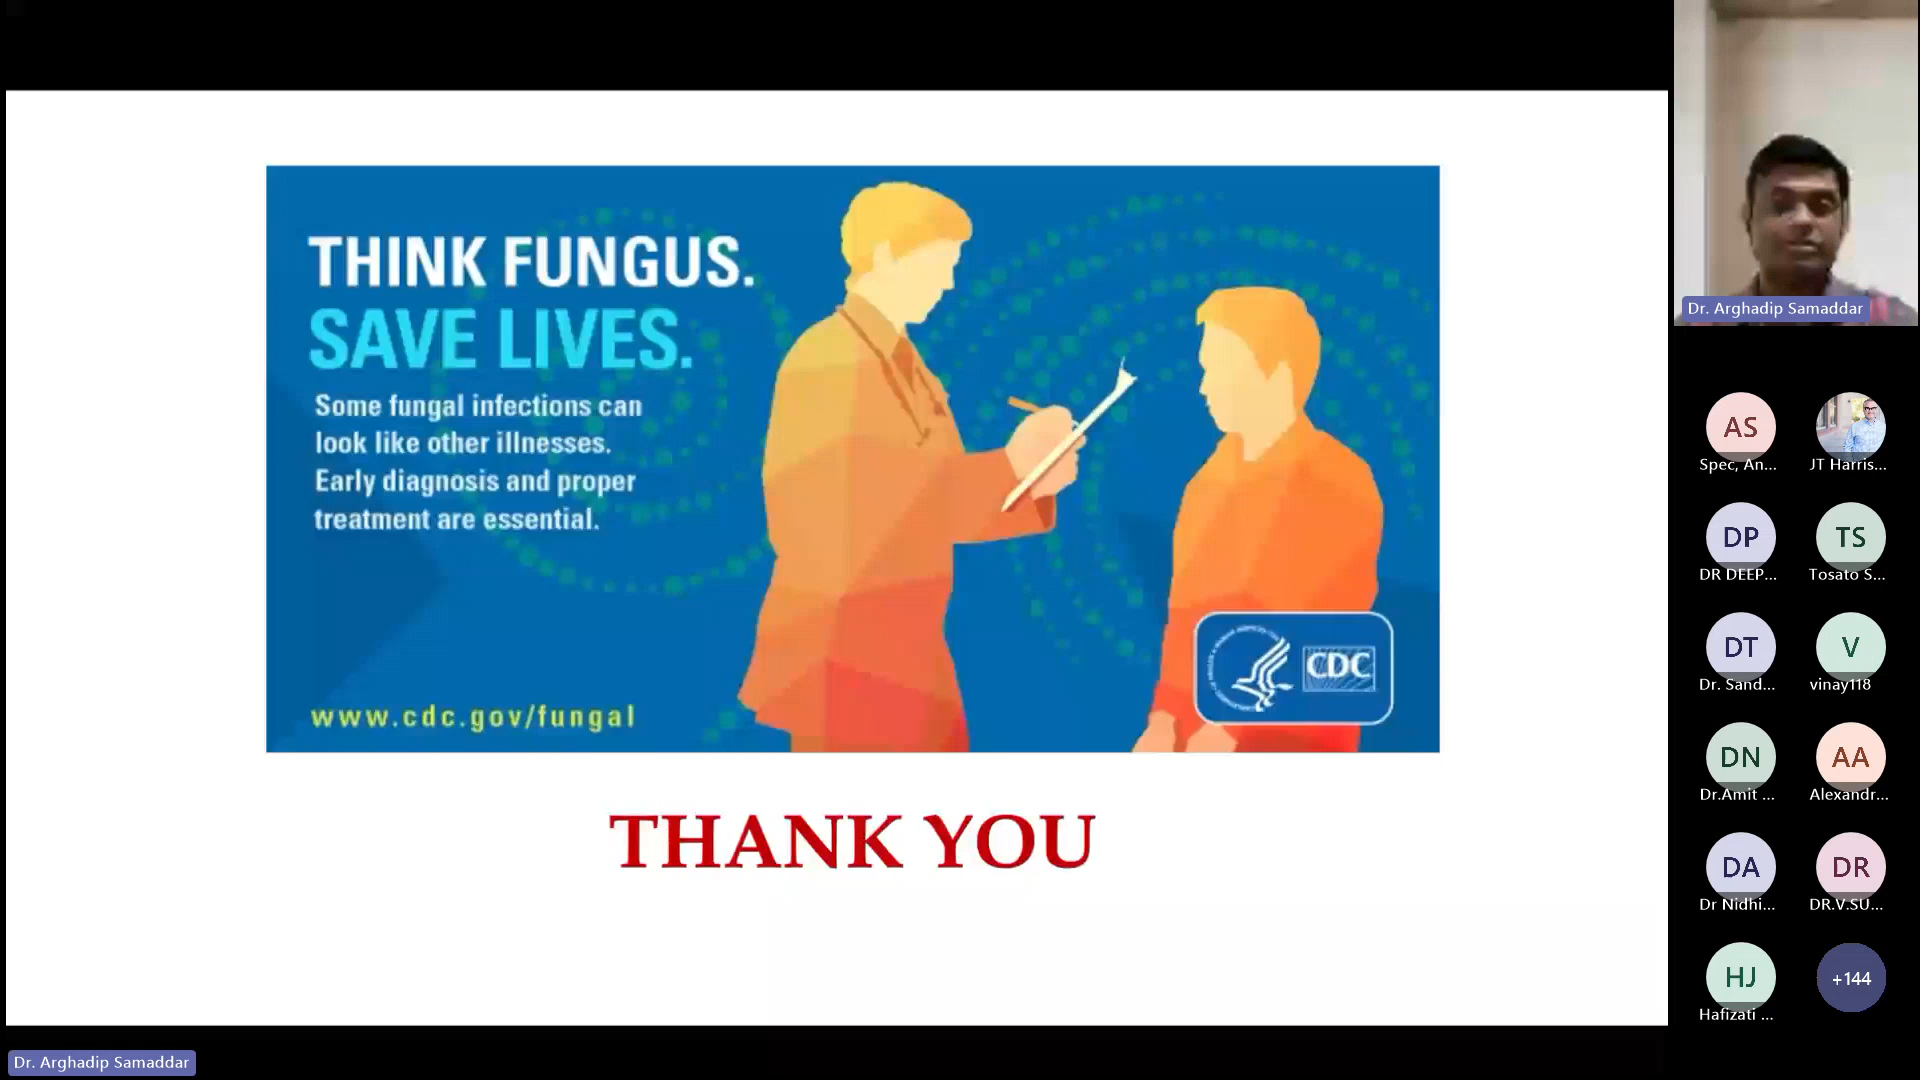 THINK FUNGUS.
SAVE LIVES.
Some fungal infections can
look like other illnesses.
Early diagnosis and proper
treatment are essential.
www.cdc.gov/fungal
CDC
THANK YOU
Dr. Arghadip Samaddar
Dr. Arghadip Samaddar
AS
Spec, An...
JT Harris...
DP
DR DEEP...
TS
Tosato S...
DT
Dr. Sand...
V
vinay118
DN
Dr.Amit ...
AA
Alexandr...
DA
Dr Nidhi...
DR
DR.V.SU...
HJ
Hafizati ...
+144